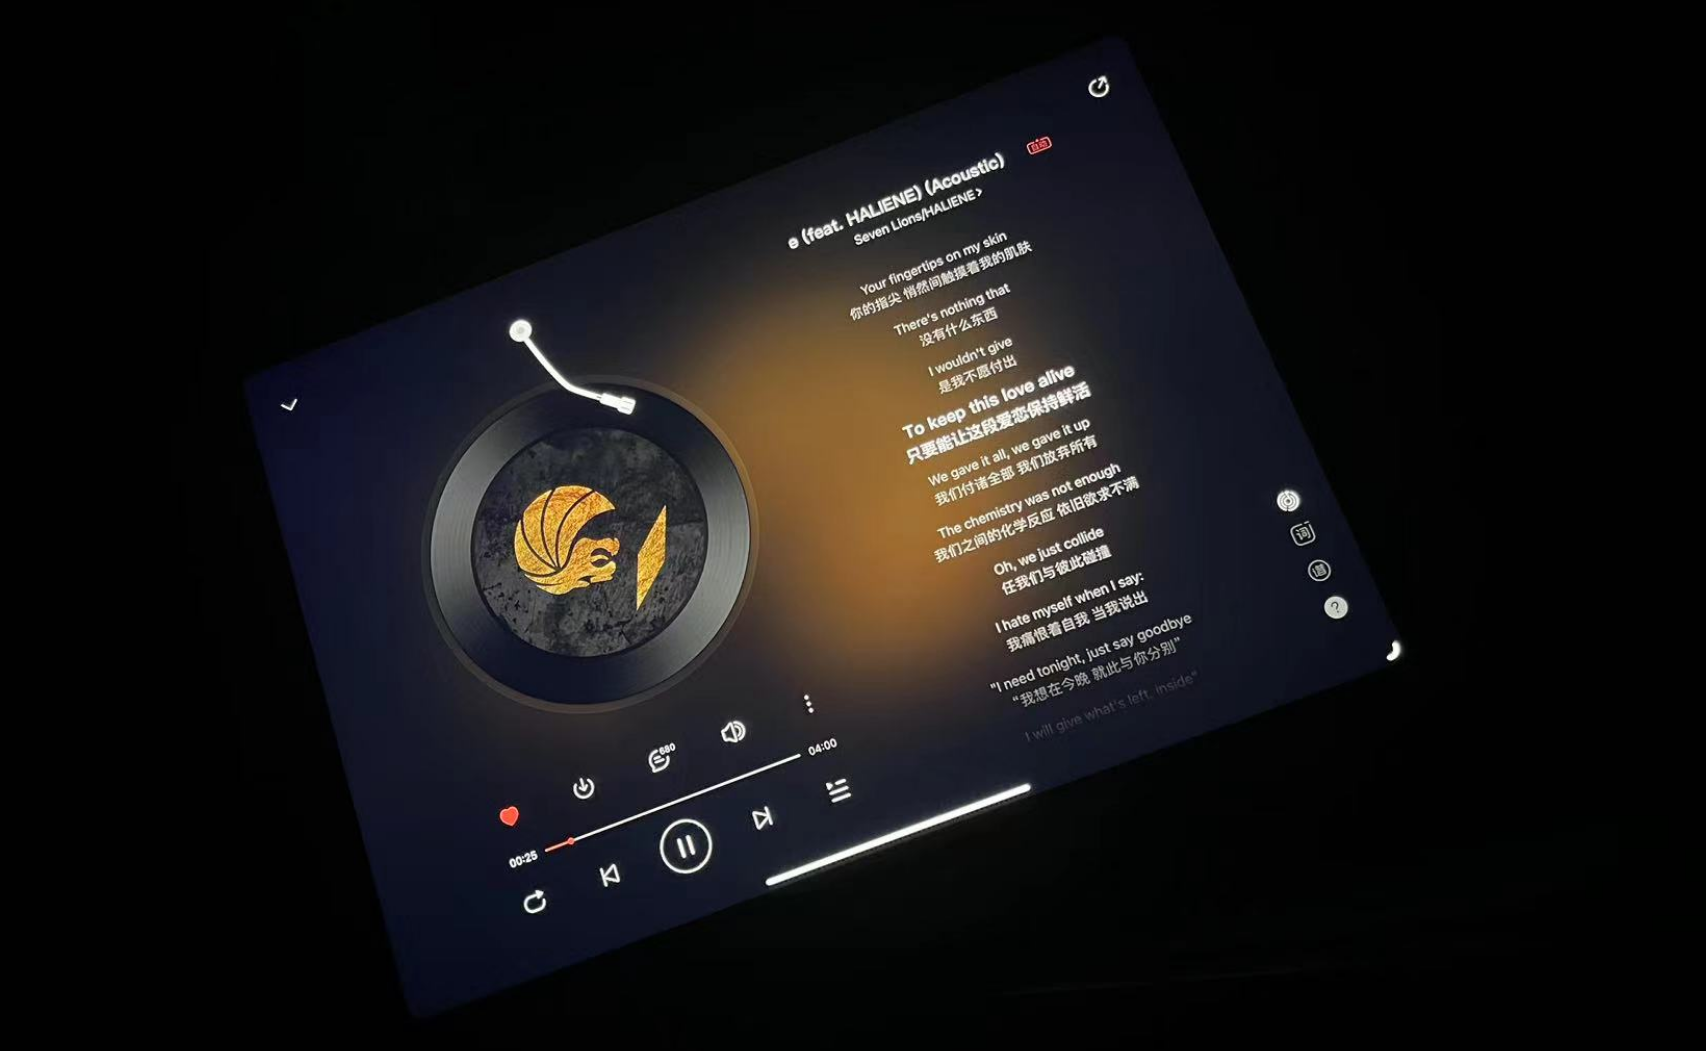 自动
e (feat. HALIENE) (Acoustic)
Seven Lions/HALIENE >
Your fingertips on my skin
你的指尖 悄然间触摸着我的肌肤
There's nothing that
没有什么东西
I wouldn't give
是我不愿付出
To keep this love alive
只要能让这段爱恋保持鲜活
We gave it all, we gave it up
我们付诸全部 我们放弃所有
The chemistry was not enough
我们之间的化学反应 依旧欲求不满
Oh, we just collide
任我们与彼此碰撞
I hate myself when I say:
我痛恨着自我 当我说出
"I need tonight, just say goodbye
"我想在今晚 就此与你分别"
I will give what's left, inside"
词
谱
?
680
00:25
04:00